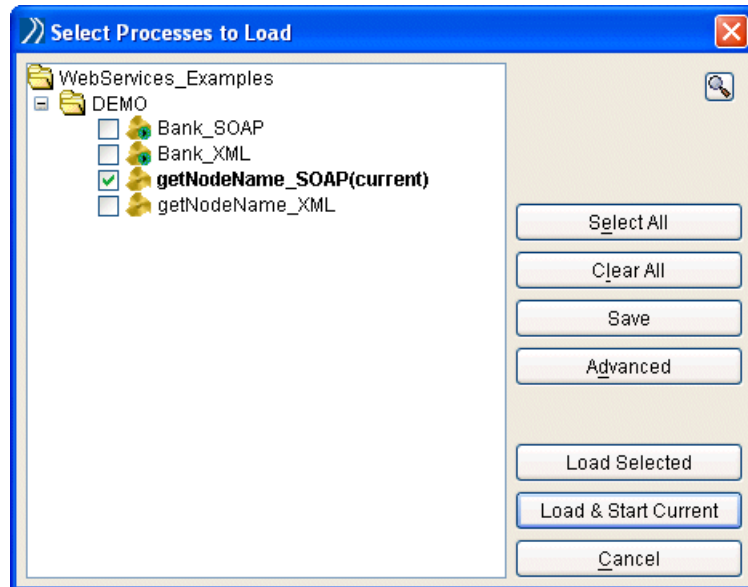 Select Processes to Load
WebServices_Examples
DEMO
Bank_SOAP
Bank_XML
getNodeName_SOAP(current)
getNodeName_XML
Select All
Clear All
Save
Advanced
Load Selected
Load & Start Current
Cancel